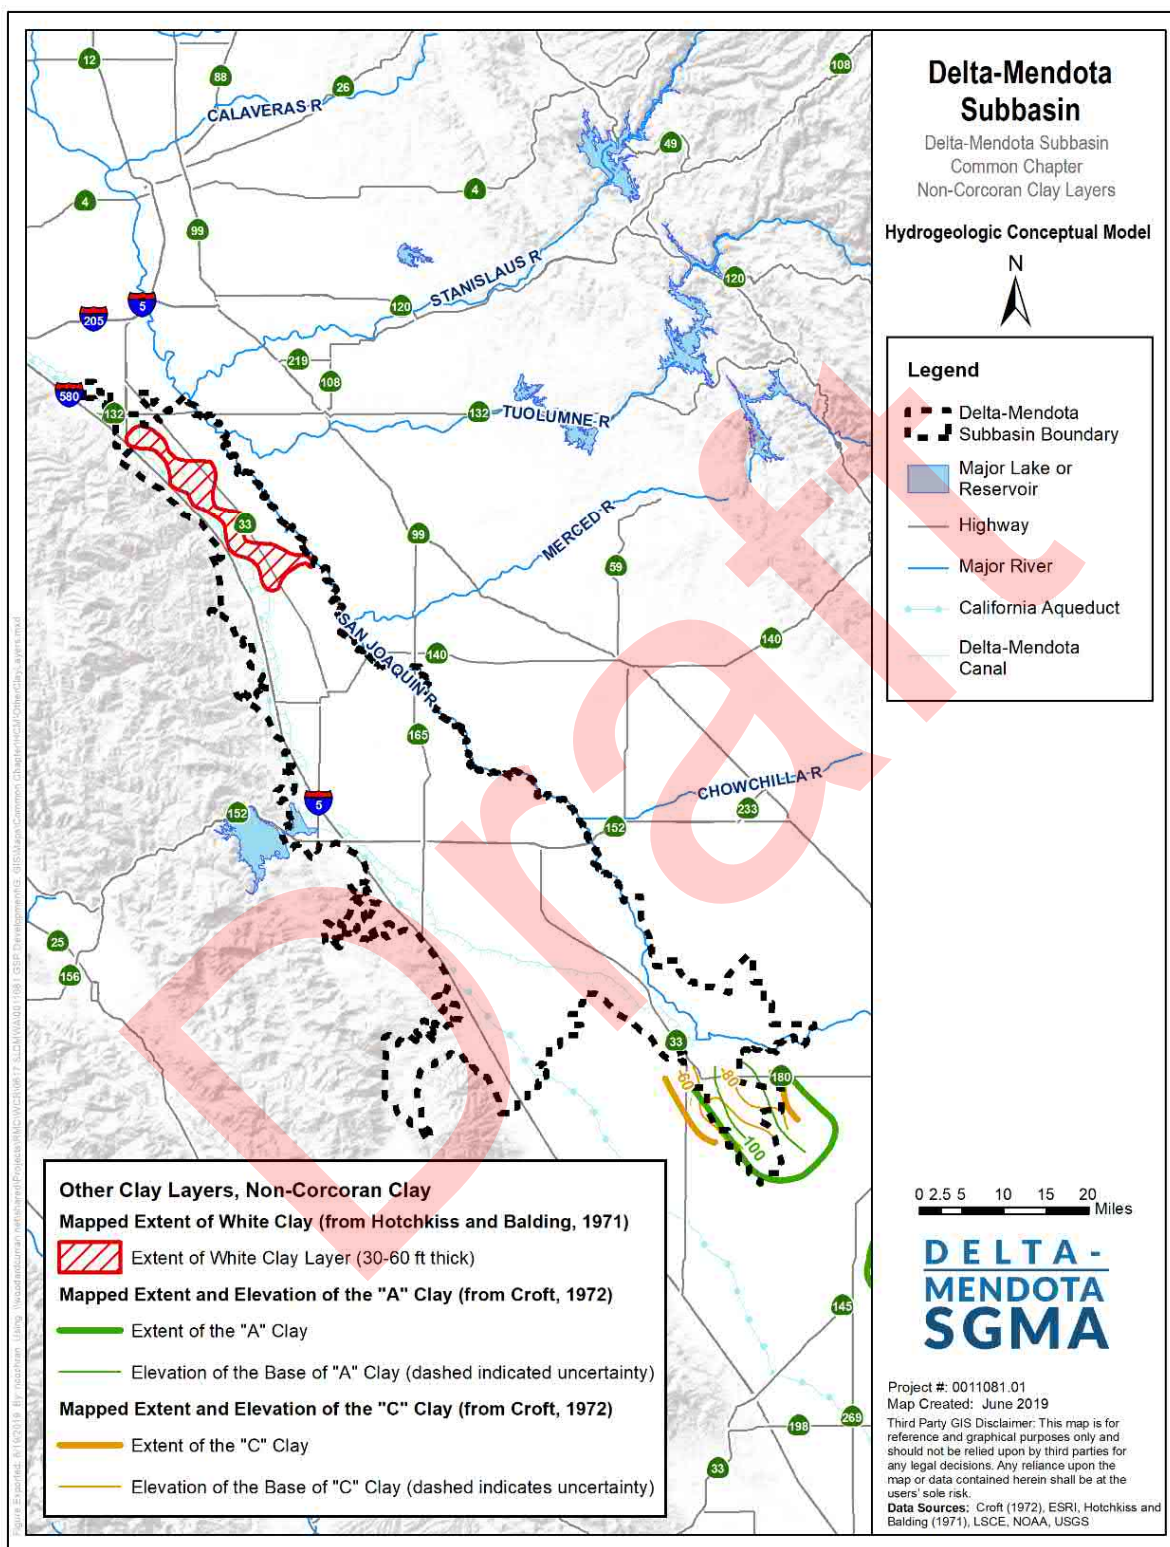 Delta-Mendota
Subbasin
Delta-Mendota Subbasin
Common Chapter
Non-Corcoran Clay Layers
Hydrogeologic Conceptual Model
N
Legend
Delta-Mendota
Subbasin Boundary
Major Lake or
Reservoir
Highway
Major River
California Aqueduct
Delta-Mendota
Canal
12
88
26
108
CALAVERAS R
49
4
4
99
STANISLAUS R
120
5
205
120
219
108
580
132
132
TUOLUMNE R
33
99
MERCED R
59
SAN JOAQUIN R
140
140
165
CHOWCHILLA R
233
5
152
152
25
156
33
180
-60
-80
100
145
198
269
33
Draft
Other Clay Layers, Non-Corcoran Clay
Mapped Extent of White Clay (from Hotchkiss and Balding, 1971)
Extent of White Clay Layer (30-60 ft thick)
Mapped Extent and Elevation of the "A" Clay (from Croft, 1972)
Extent of the "A" Clay
Elevation of the Base of "A" Clay (dashed indicated uncertainty)
Mapped Extent and Elevation of the "C" Clay (from Croft, 1972)
Extent of the "C" Clay
Elevation of the Base of "C" Clay (dashed indicates uncertainty)
0 2.5 5 10 15 20
Miles
DELTA-
MENDOTA
SGMA
Project #: 0011081.01
Map Created: June 2019
Third Party GIS Disclaimer: This map is for
reference and graphical purposes only and
should not be relied upon by third parties for
any legal decisions. Any reliance upon the
map or data contained herein shall be at the
users' sole risk.
Data Sources: Croft (1972), ESRI, Hotchkiss and
Balding (1971), LSCE, NOAA, USGS